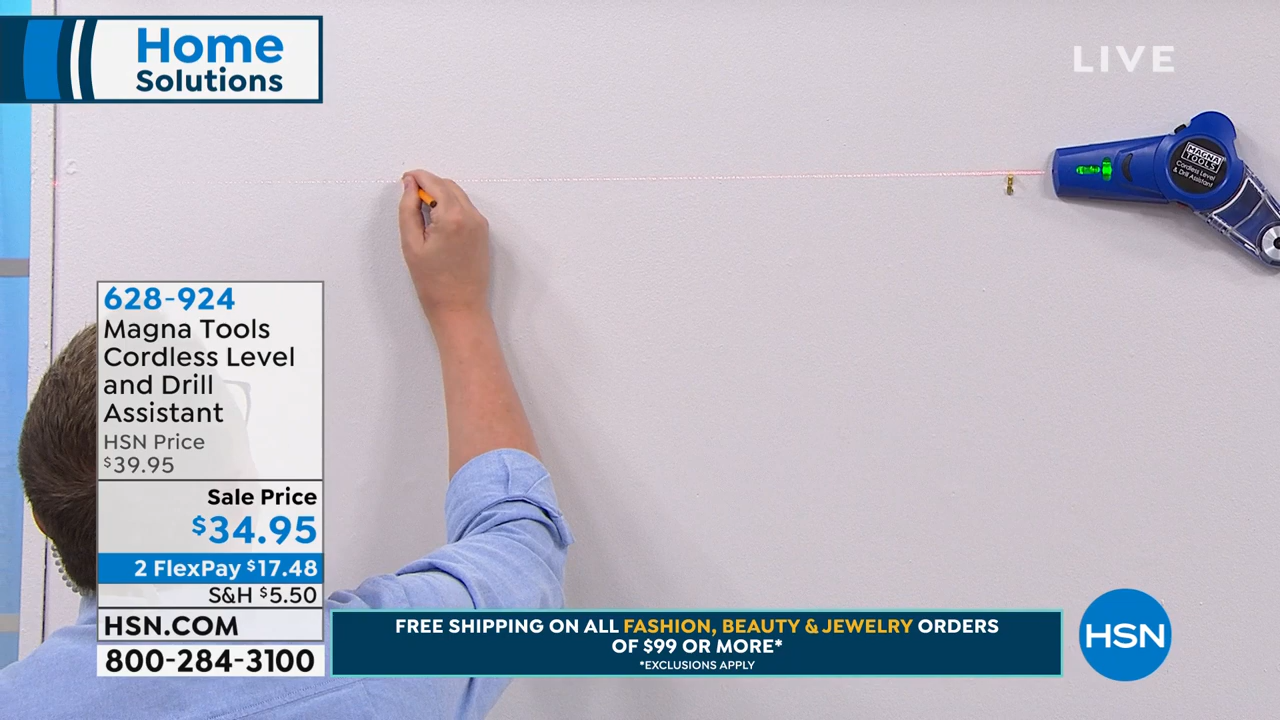 Home
Solutions
LIVE
MAGNA
TOOLS
Cordless Level
& Drill Assistant
628-924
Magna Tools
Cordless Level
and Drill
Assistant
HSN Price
$39.95
Sale Price
$34.95
2 FlexPay $17.48
S&H $5.50
HSN.COM
800-284-3100
FREE SHIPPING ON ALL FASHION, BEAUTY & JEWELRY ORDERS
OF $99 OR MORE*
*EXCLUSIONS APPLY
HSN